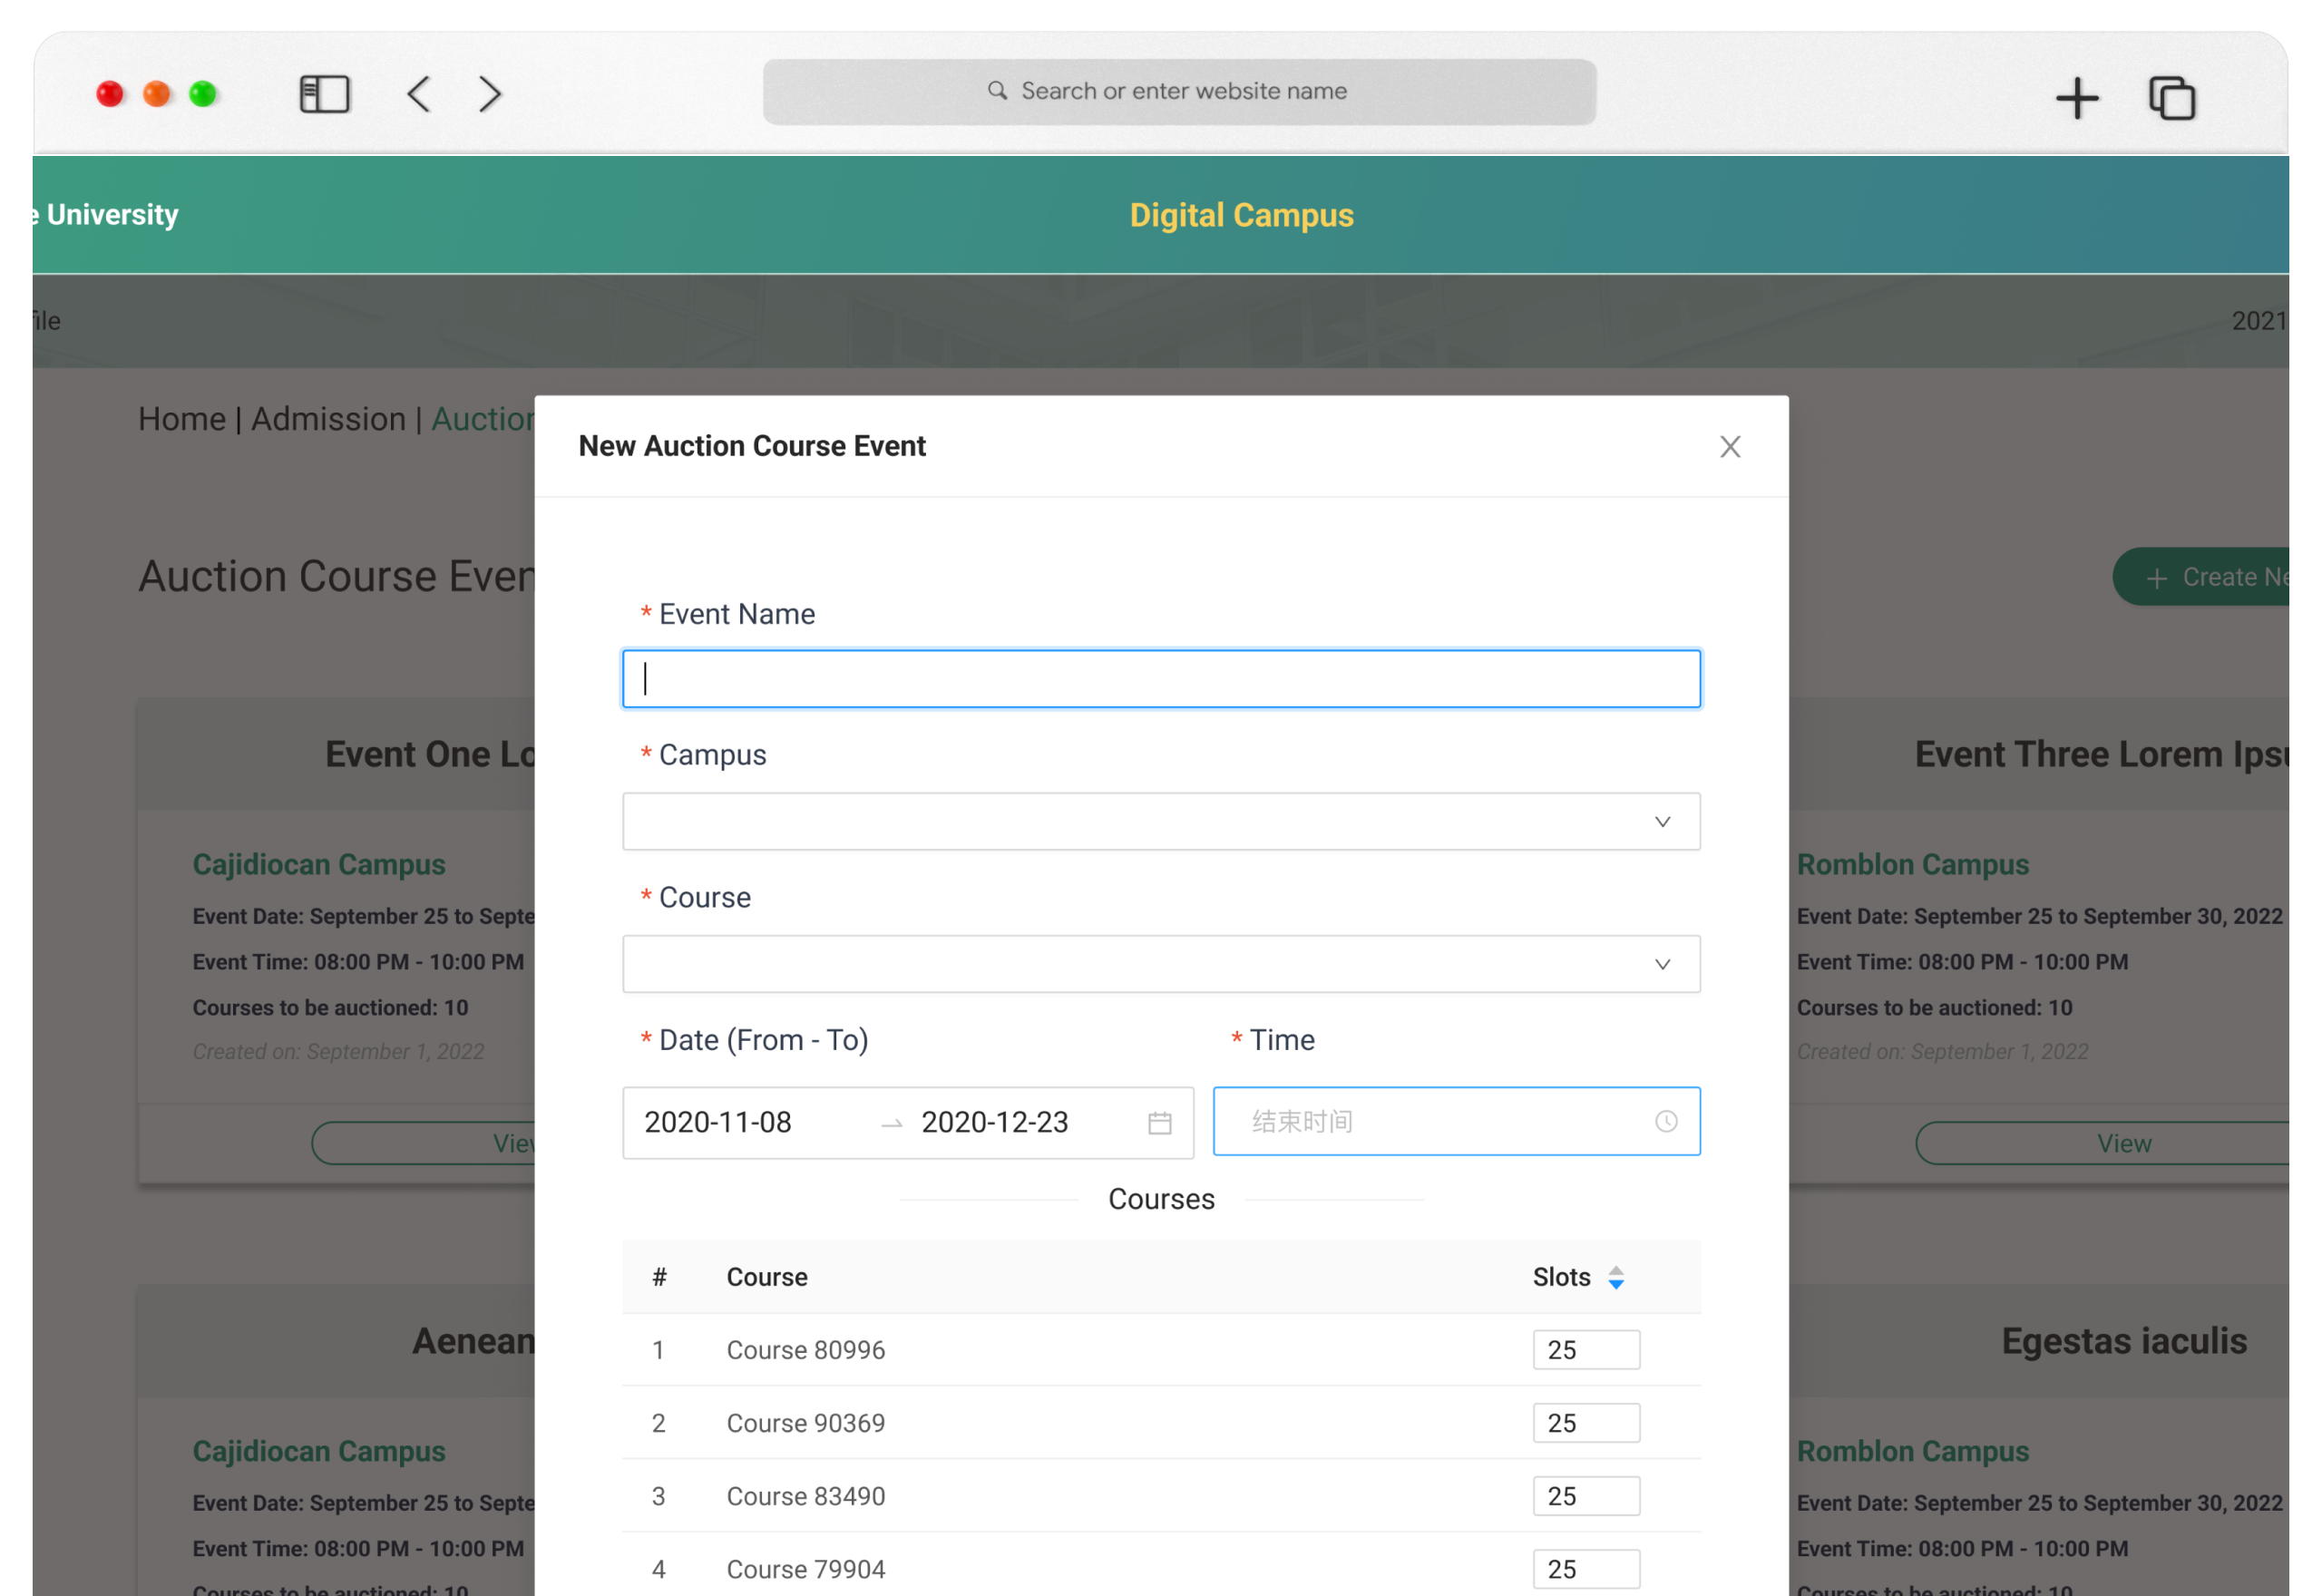 Search or enter website name
e University
Digital Campus
file
2021
Home | Admission | Auction
New Auction Course Event
Auction Course Even
Create Ne
* Event Name
Event One Lo
Event Three Lorem Ipsu
* Campus
Cajidiocan Campus
Event Date: September 25 to Septe
Event Time: 08:00 PM - 10:00 PM
Courses to be auctioned: 10
Created on: September 1, 2022
View
* Course
Romblon Campus
Event Date: September 25 to September 30, 2022
Event Time: 08:00 PM - 10:00 PM
Courses to be auctioned: 10
Created on: September 1, 2022
View
* Date (From - To)
* Time
2020-11-08 → 2020-12-23
结束时间
Courses
# Course Slots
1 Course 80996 25
2 Course 90369 25
3 Course 83490 25
4 Course 79904 25
Aenean
Cajidiocan Campus
Event Date: September 25 to Septe
Event Time: 08:00 PM - 10:00 PM
Courses to be auctioned: 10
Egestas iaculis
Romblon Campus
Event Date: September 25 to September 30, 2022
Event Time: 08:00 PM - 10:00 PM
Courses to be auctioned: 10